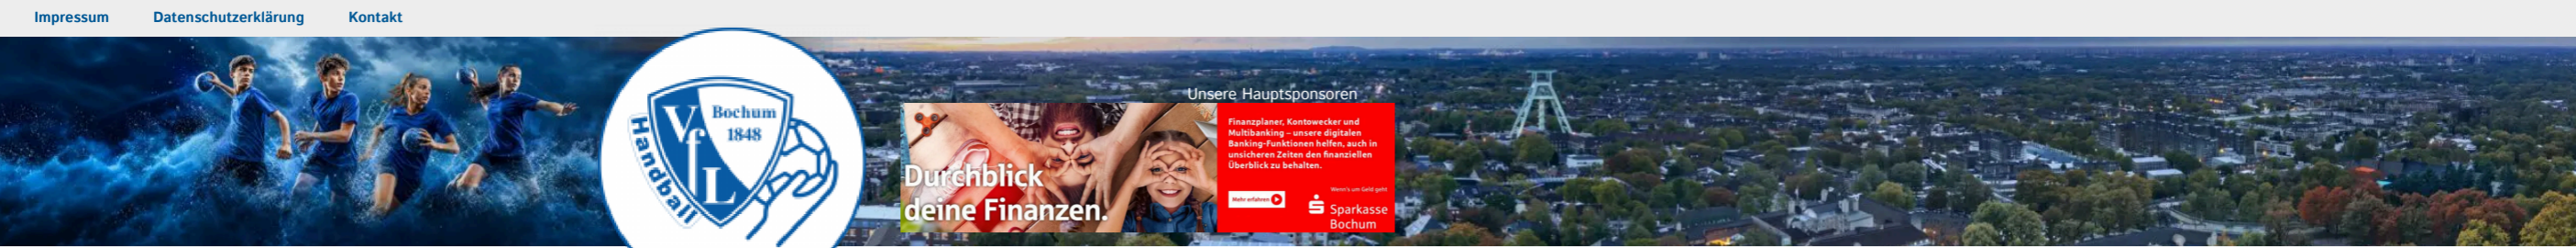 Impressum Datenschutzerklärung Kontakt
Bochum
1848
VfL
Handball
Unsere Hauptsponsoren
Durchblick
deine Finanzen.
Finanzplaner, Kontowecker und
Multibanking – unsere digitalen
Banking-Funktionen helfen, auch in
unsicheren Zeiten den finanziellen
Überblick zu behalten.
Wenn's um Geld geht
Mehr erfahren
Sparkasse
Bochum